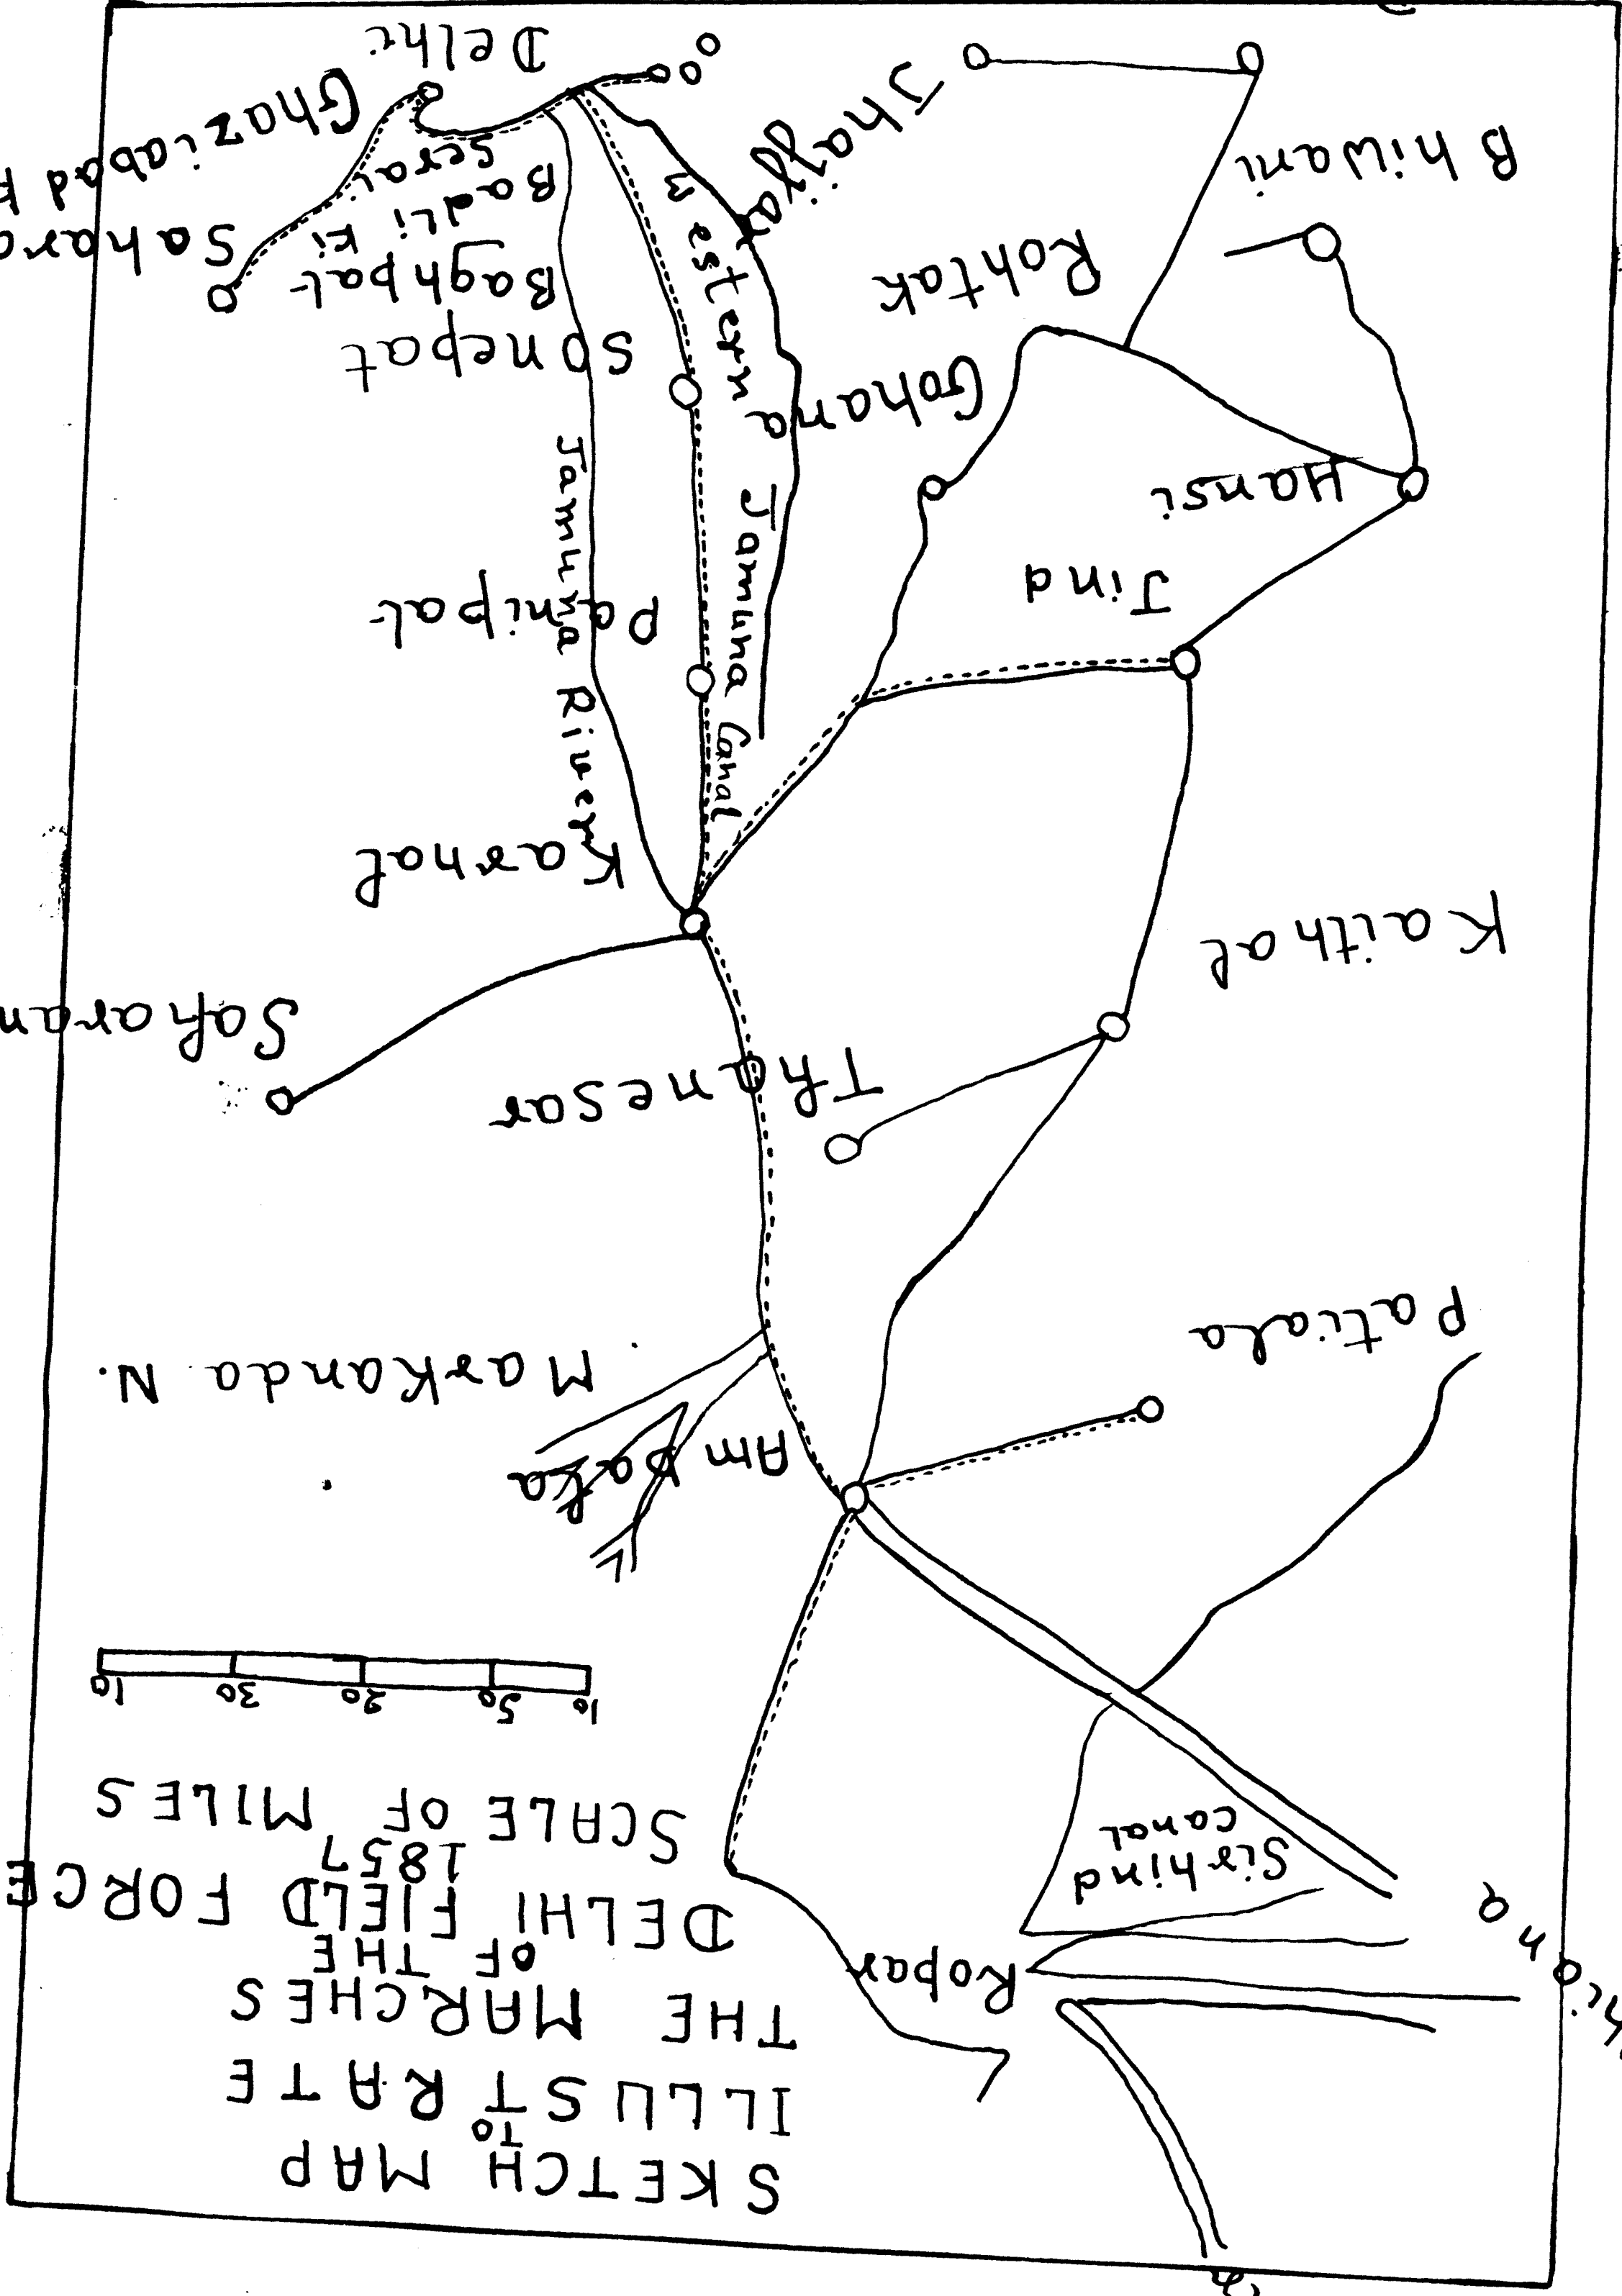 SKETCH MAP
TO
ILLUSTRATE
THE MARCHES
OF THE
DELHI FIELD FORCE
1857
SCALE OF MILES
10 50 20 30 10
Ropar
Sirhind
canal
Ambala
Patiala
Markanda N.
Thanesar
Kaithal
Saharan
Karnal
Jamuna River
Western Jamuna Canal
Panipat
Jind
Hansi
Gohana
Sonepat
Rohtak
Baghpat
Badli Ki
Serai
Bhiwani
Jhajjar
Ghaziabad
Delhi